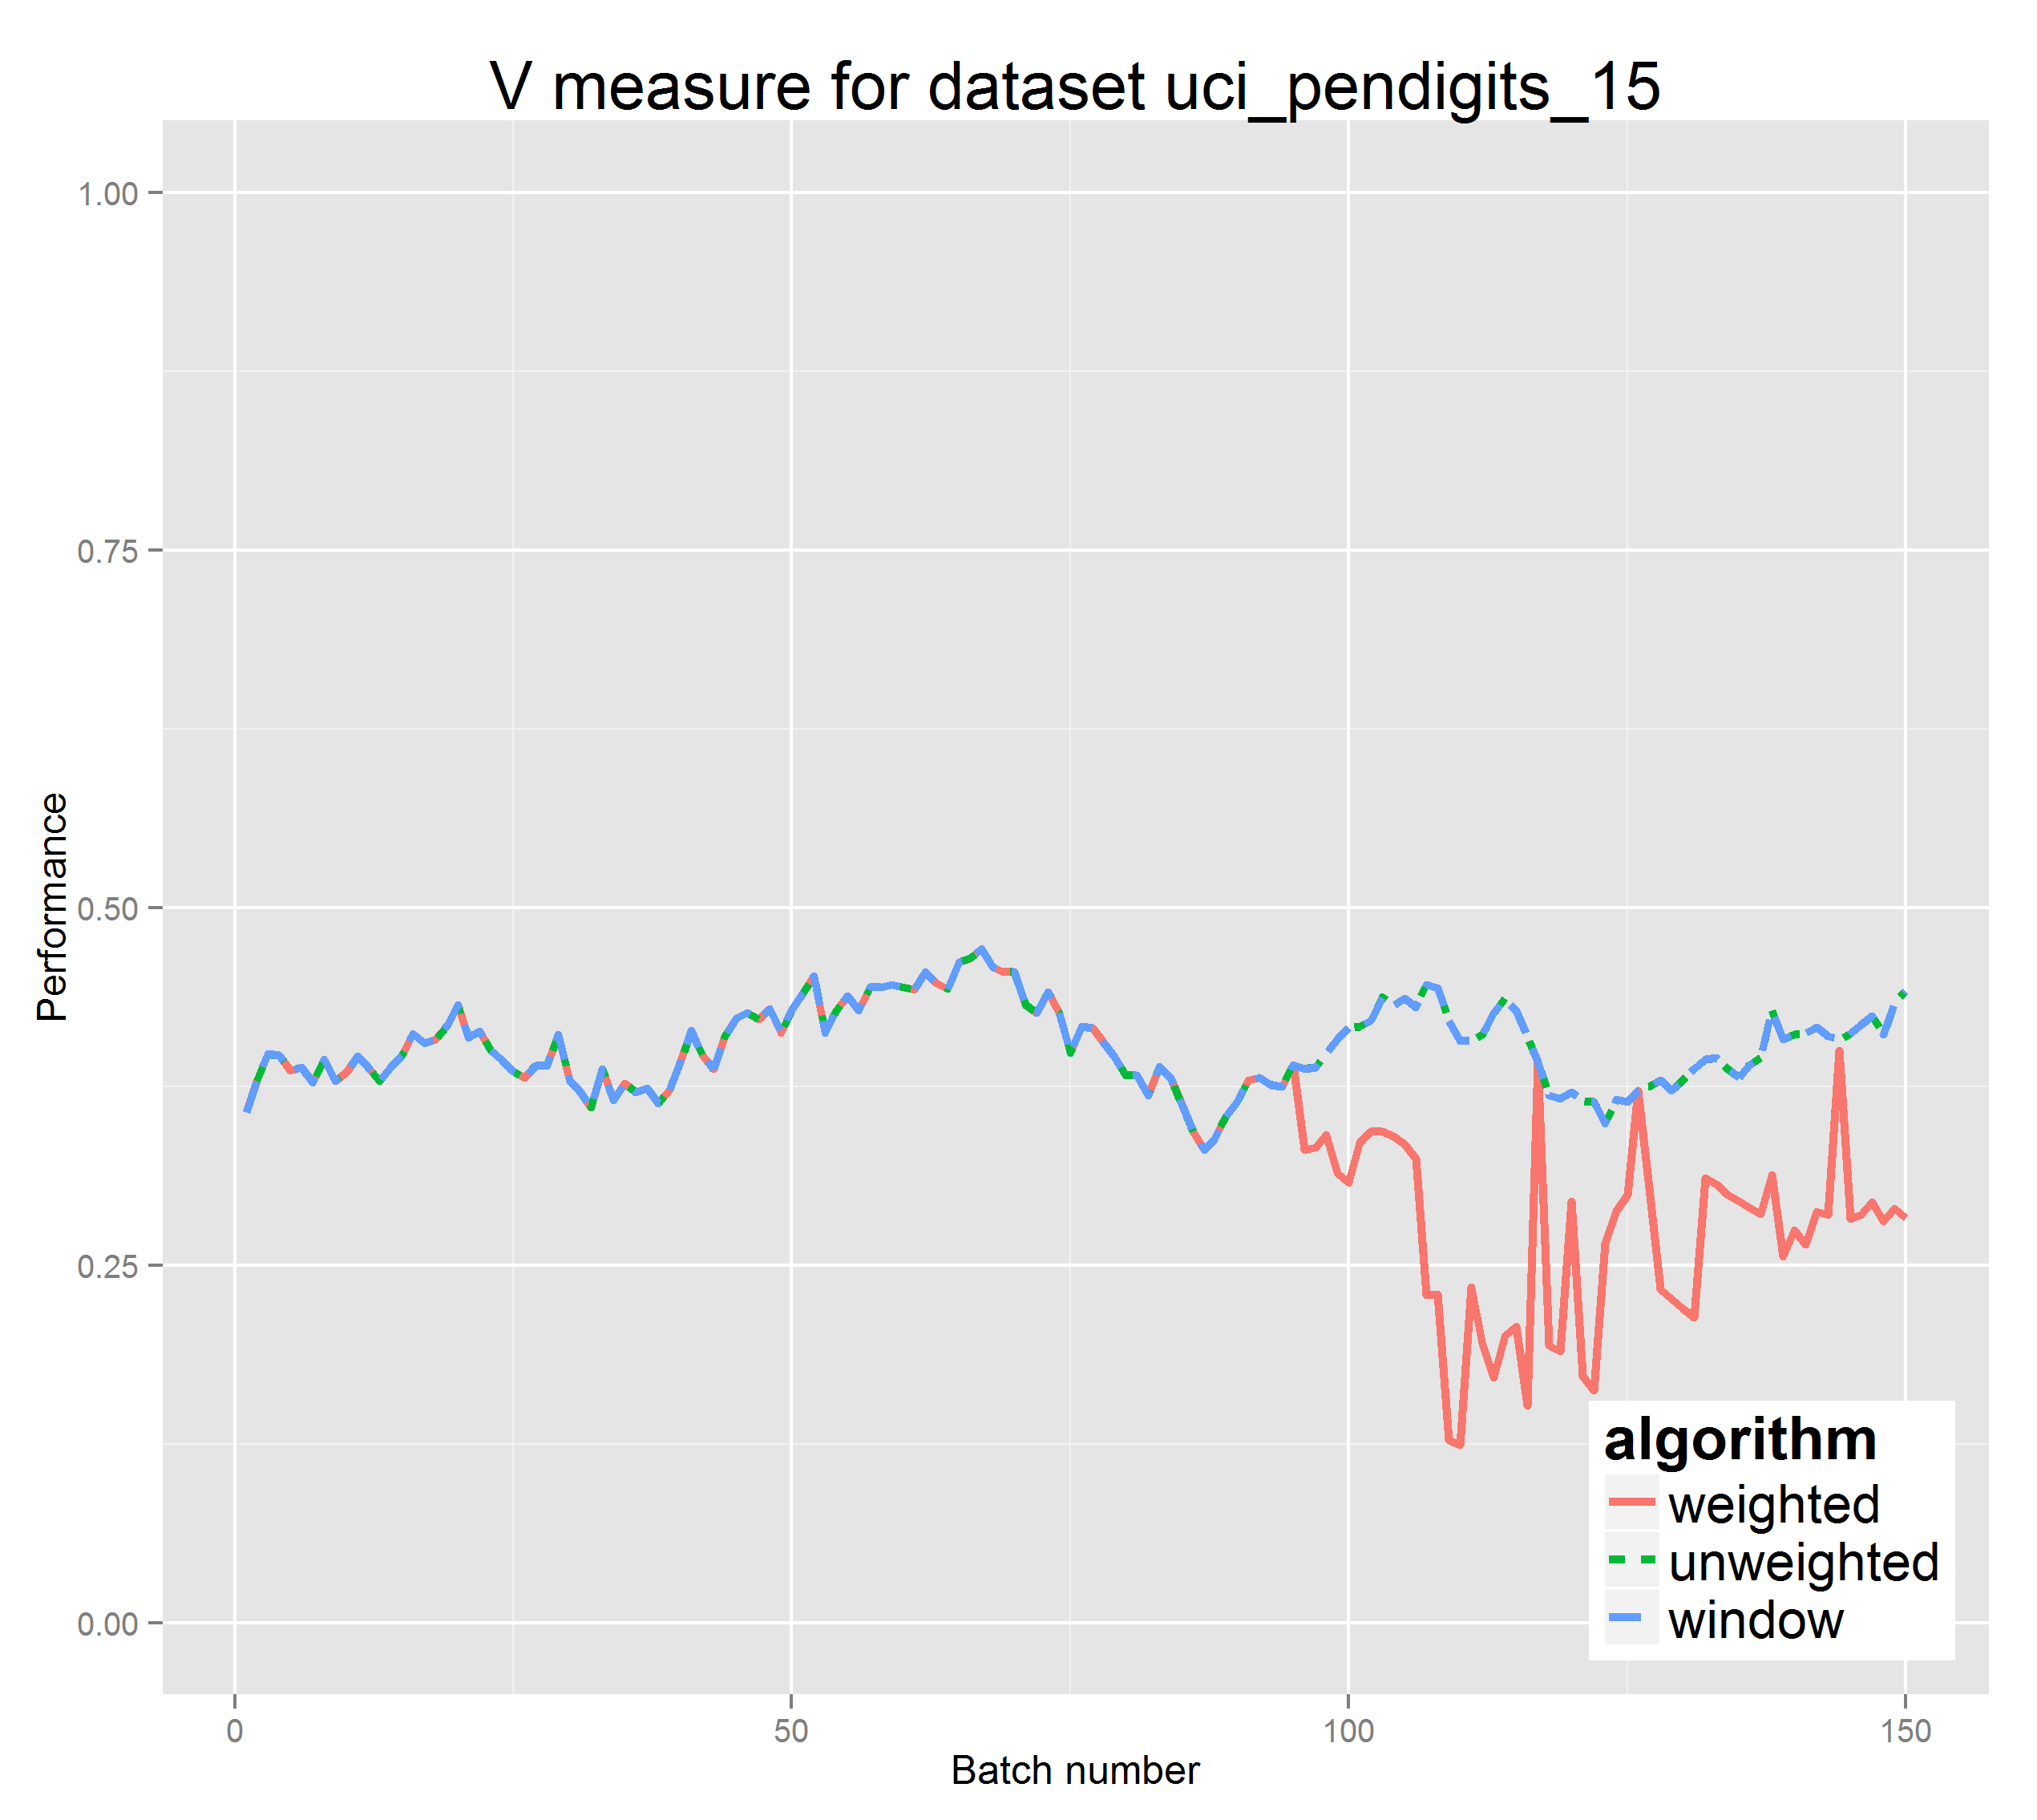 V measure for dataset uci_pendigits_15
Performance
1.00
0.75
0.50
0.25
0.00
algorithm
weighted
unweighted
window
0
50
100
150
Batch number